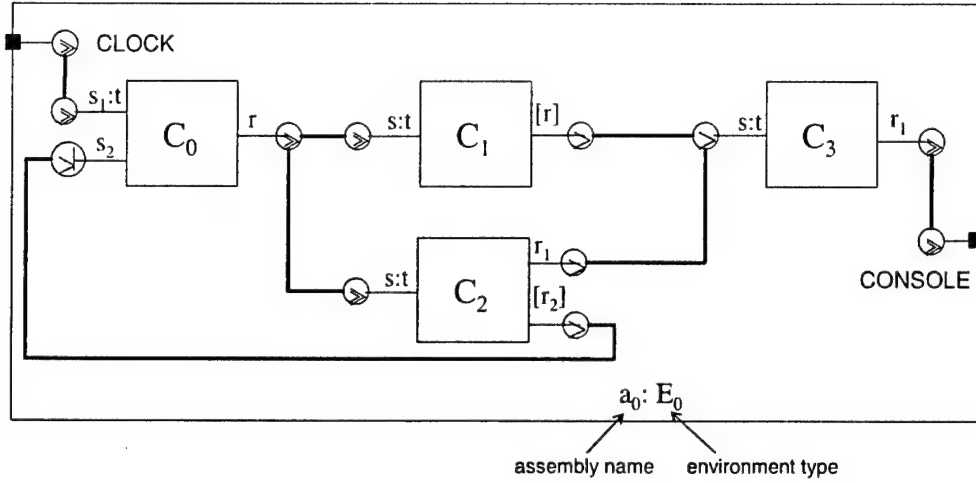 CLOCK
s₁:t
s₂
C₀
r
s:t
C₁
[r]
s:t
C₃
r₁
s:t
C₂
r₁
[r₂]
CONSOLE
a₀: E₀
assembly name
environment type